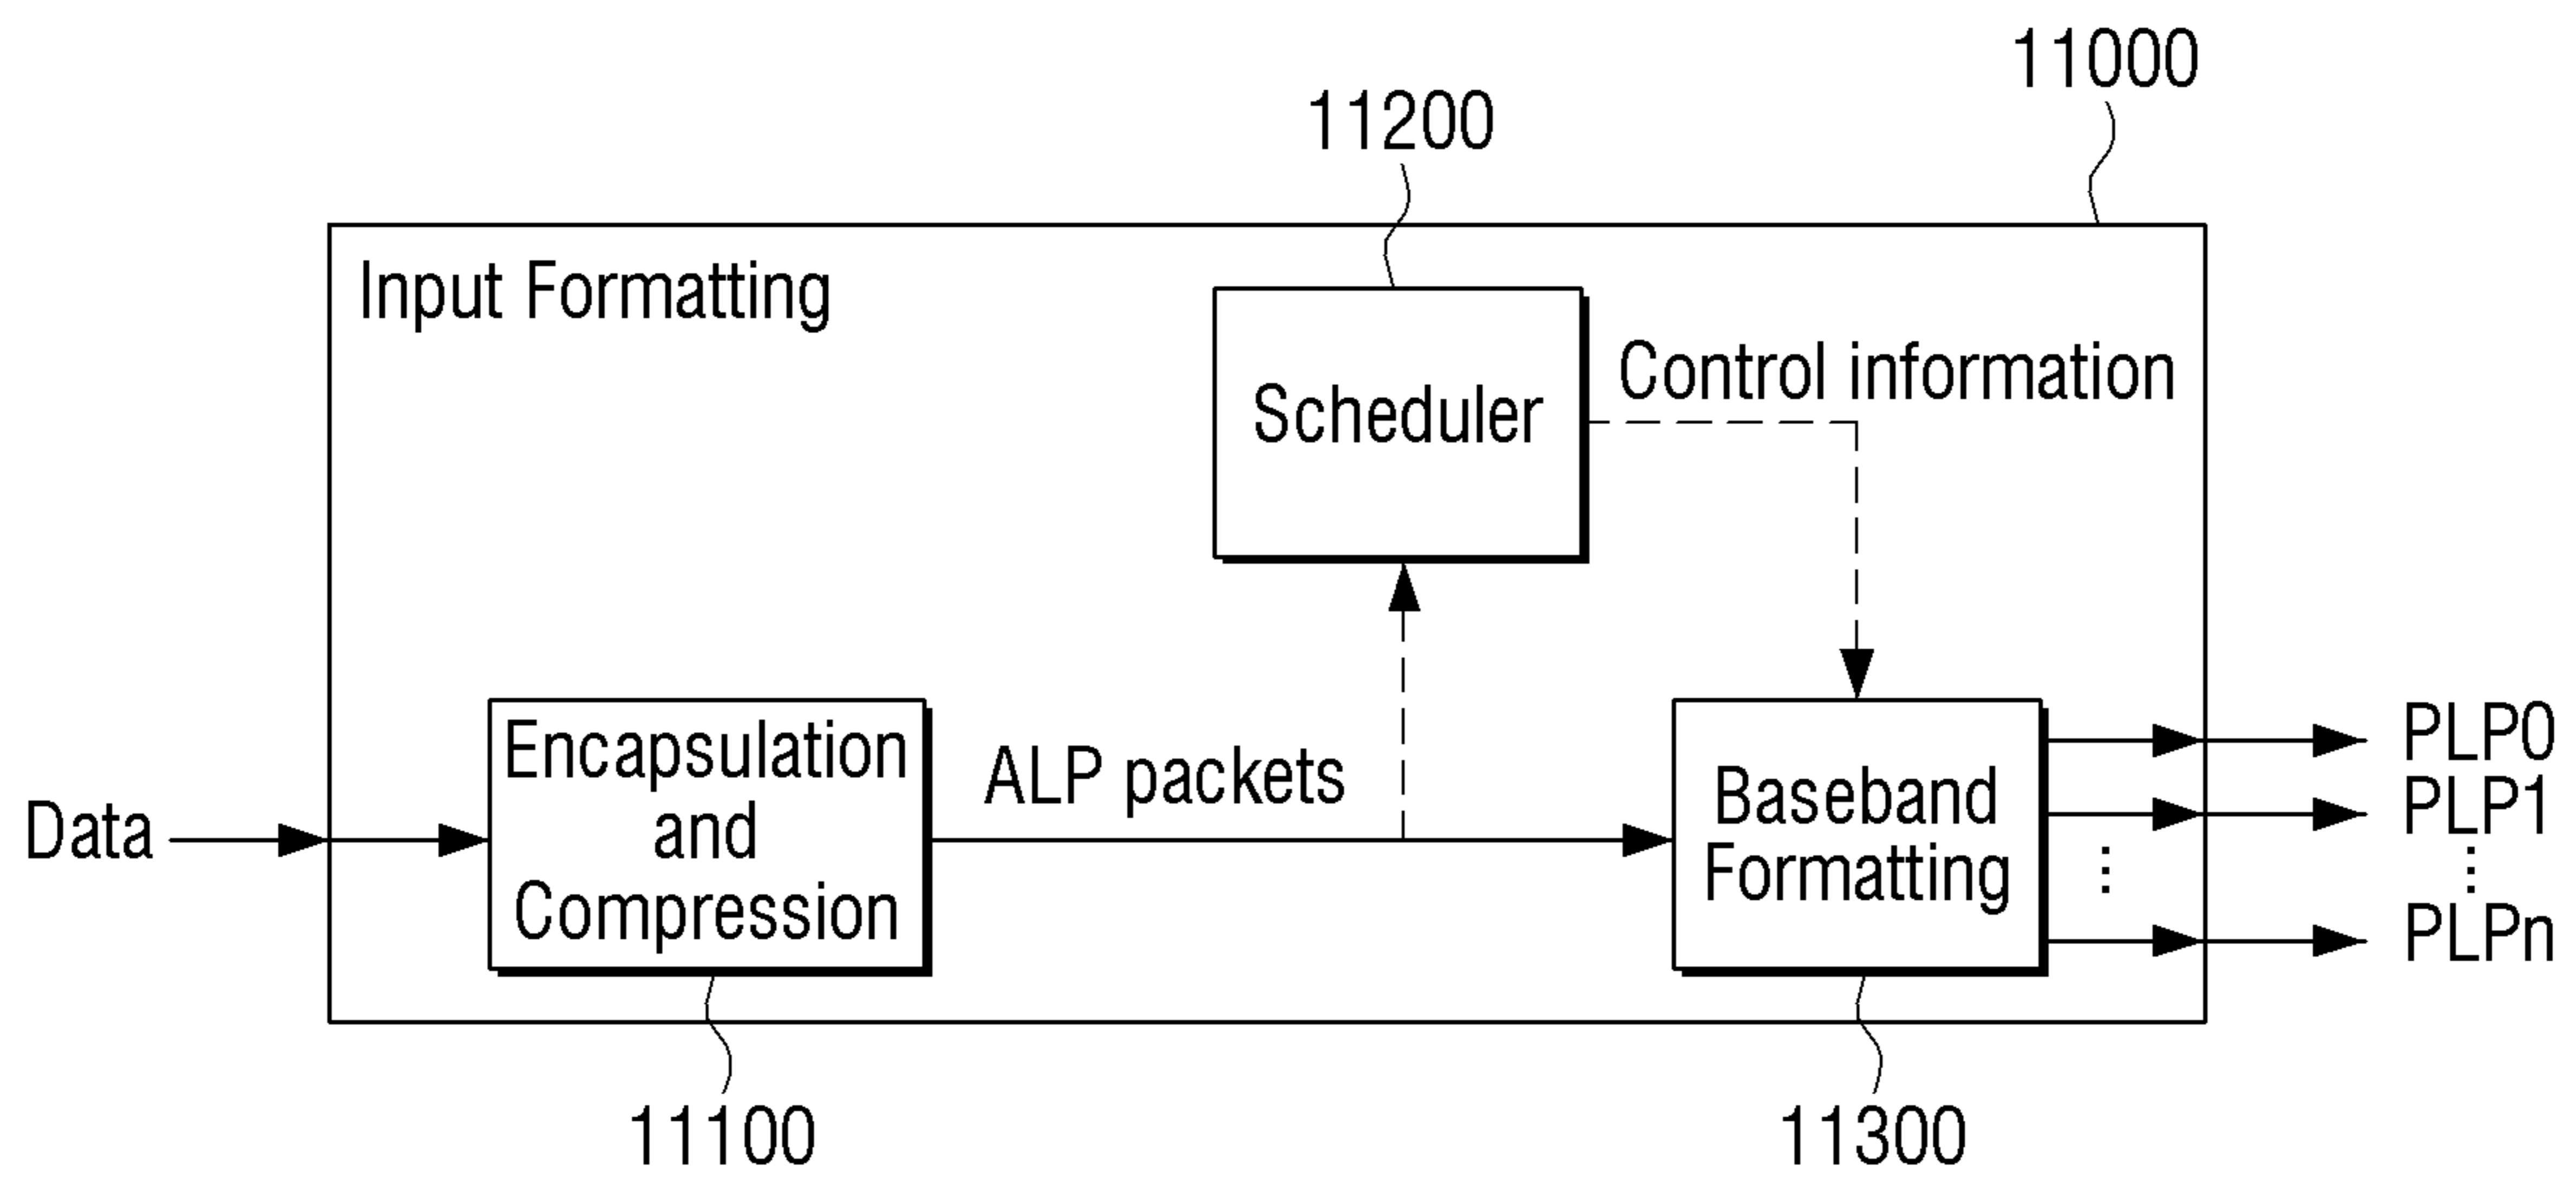 11000
11200
Input Formatting
Control information
Scheduler
Encapsulation
and
Compression
ALP packets
Data
Baseband
Formatting
PLP0
PLP1
⋮
⋮
PLPn
11100
11300